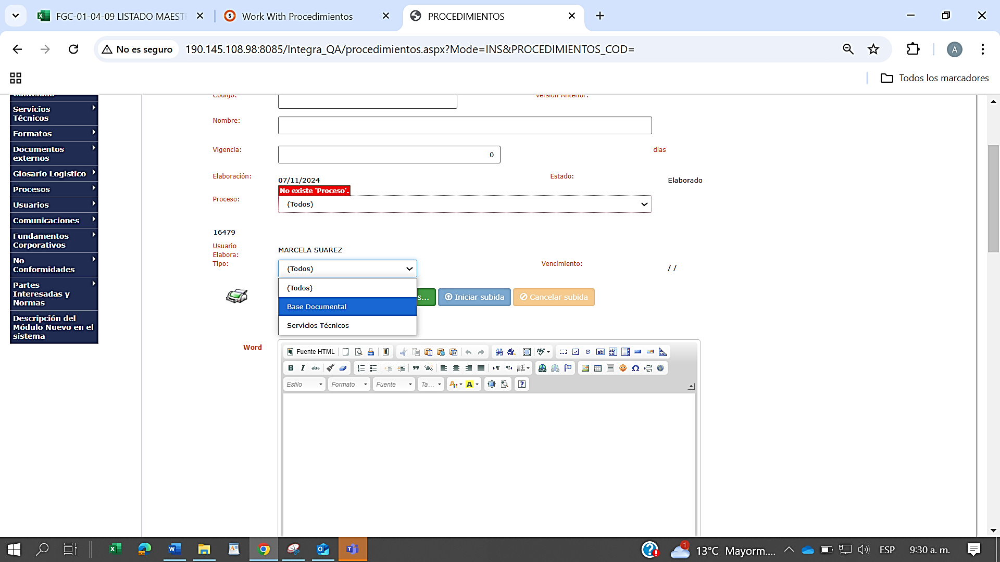 FGC-01-04-09 LISTADO MAEST
Work With Procedimientos
PROCEDIMIENTOS
No es seguro
190.145.108.98:8085/Integra_QA/procedimientos.aspx?Mode=INS&PROCEDIMIENTOS_COD=
A
Todos los marcadores
Contenido
Servicios
Técnicos
Formatos
Documentos
externos
Glosario Logistico
Procesos
Usuarios
Comunicaciones
Fundamentos
Corporativos
No
Conformidades
Partes
Interesadas y
Normas
Descripción del
Módulo Nuevo en el
sistema
Código:
Versión Anterior:
Nombre:
Vigencia:
0
días
Elaboración:
07/11/2024
Estado:
Elaborado
No existe 'Proceso'.
Proceso:
(Todos)
16479
Usuario
Elabora:
MARCELA SUAREZ
Tipo:
(Todos)
Vencimiento:
/ /
(Todos)
Base Documental
Servicios Técnicos
s...
Iniciar subida
Cancelar subida
Word
Fuente HTML
B I abc
Estilo
Formato
Fuente
Ta...
1
13°C Mayorm....
ESP
9:30 a. m.